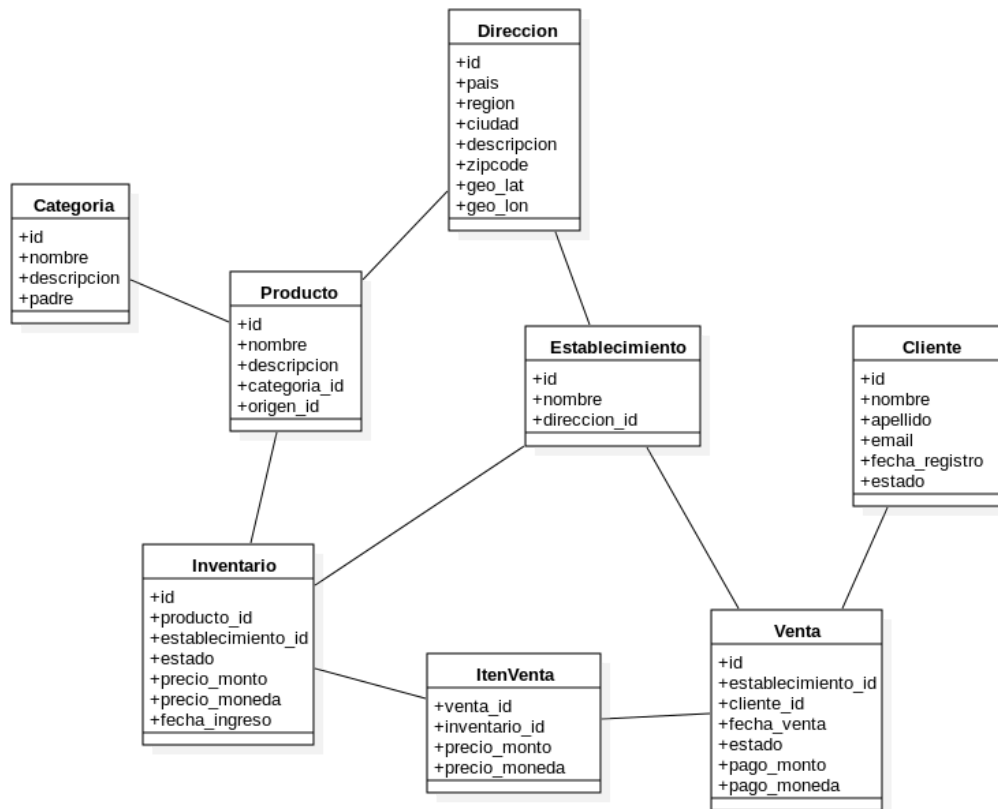 Direccion
+id
+pais
+region
+ciudad
+descripcion
+zipcode
+geo_lat
+geo_lon
Categoria
+id
+nombre
+descripcion
+padre
Producto
+id
+nombre
+descripcion
+categoria_id
+origen_id
Establecimiento
+id
+nombre
+direccion_id
Cliente
+id
+nombre
+apellido
+email
+fecha_registro
+estado
Inventario
+id
+producto_id
+establecimiento_id
+estado
+precio_monto
+precio_moneda
+fecha_ingreso
ItenVenta
+venta_id
+inventario_id
+precio_monto
+precio_moneda
Venta
+id
+establecimiento_id
+cliente_id
+fecha_venta
+estado
+pago_monto
+pago_moneda